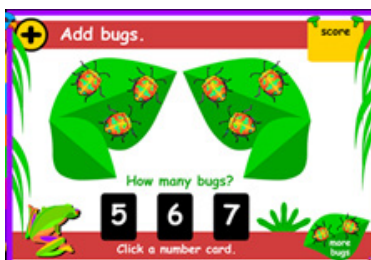 + Add bugs.
score
How many bugs?
5 6 7
Click a number card.
more
bugs